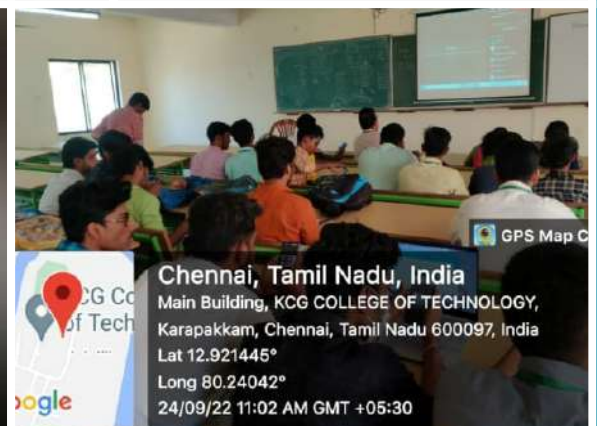 GPS Map C
CG Co
of Tech
oogle
Chennai, Tamil Nadu, India
Main Building, KCG COLLEGE OF TECHNOLOGY,
Karapakkam, Chennai, Tamil Nadu 600097, India
Lat 12.921445°
Long 80.24042°
24/09/22 11:02 AM GMT +05:30